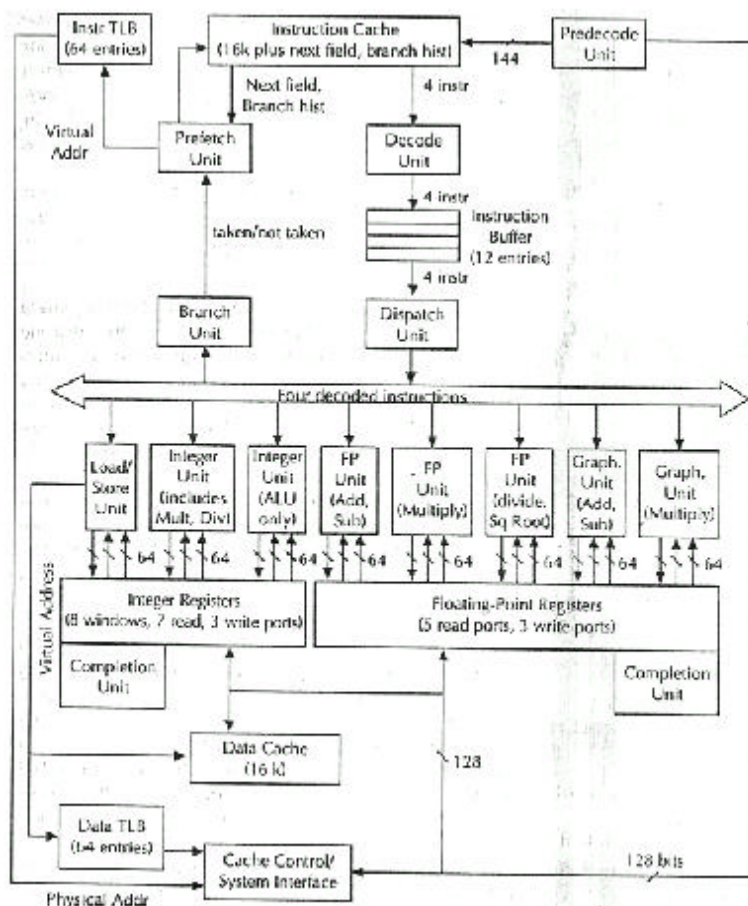 Instr TLB
(64 entries)
Instruction Cache
(16k plus next field, branch hist)
Predecode
Unit
144
Next field,
Branch hist
4 instr
Virtual
Addr
Prefetch
Unit
Decode
Unit
4 instr
Instruction
Buffer
(12 entries)
taken/not taken
4 instr
Branch
Unit
Dispatch
Unit
Four decoded instructions
Load/
Store
Unit
Integer
Unit
(includes
Mult, Div)
Integer
Unit
(ALU
only)
FP
Unit
(Add,
Sub)
FP
Unit
(Multiply)
FP
Unit
(divide,
Sq Root)
Graph.
Unit
(Add,
Sub)
Graph.
Unit
(Multiply)
64
64
64
64
64
64
64
64
Virtual Address
Integer Registers
(8 windows, 7 read, 3 write ports)
Floating-Point Registers
(5 read ports, 3 write ports)
Completion
Unit
Completion
Unit
Data Cache
(16 k)
128
Data TLB
(64 entries)
Cache Control/
System Interface
128 bits
Physical Addr